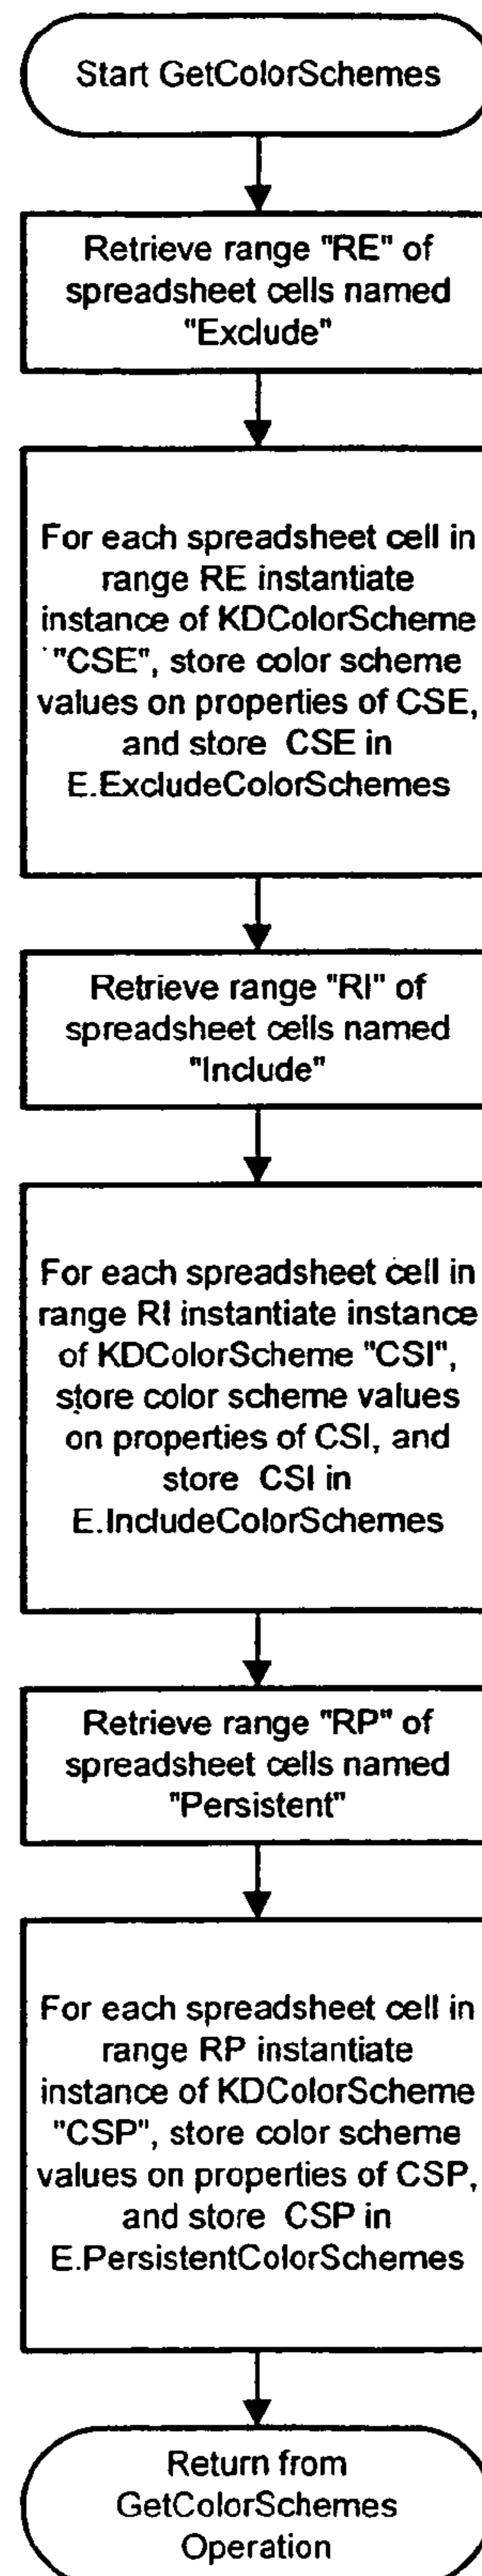 Start GetColorSchemes
Retrieve range "RE" of
spreadsheet cells named
"Exclude"
For each spreadsheet cell in
range RE instantiate
instance of KDColorScheme
"CSE", store color scheme
values on properties of CSE,
and store CSE in
E.ExcludeColorSchemes
Retrieve range "RI" of
spreadsheet cells named
"Include"
For each spreadsheet cell in
range RI instantiate instance
of KDColorScheme "CSI",
store color scheme values
on properties of CSI, and
store CSI in
E.IncludeColorSchemes
Retrieve range "RP" of
spreadsheet cells named
"Persistent"
For each spreadsheet cell in
range RP instantiate
instance of KDColorScheme
"CSP", store color scheme
values on properties of CSP,
and store CSP in
E.PersistentColorSchemes
Return from
GetColorSchemes
Operation